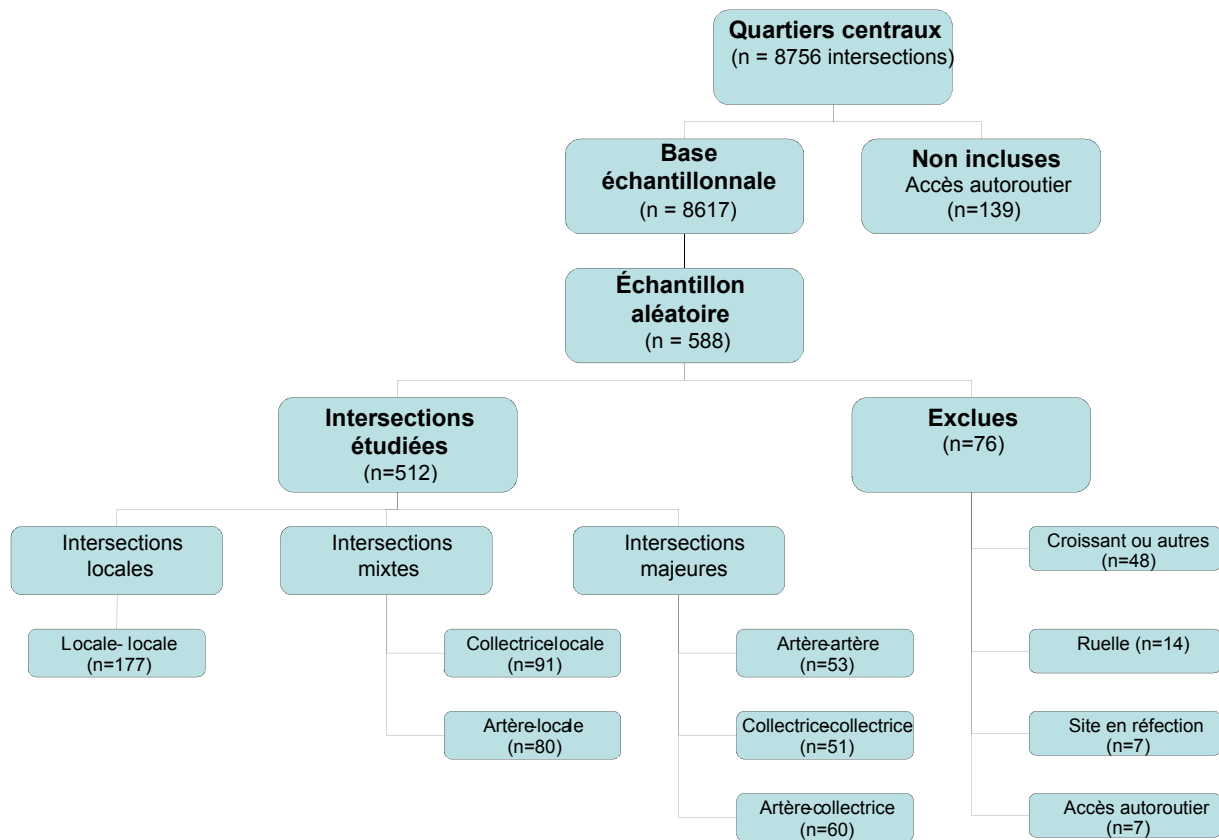 Quartiers centraux
(n = 8756 intersections)
Base
échantillonnale
(n = 8617)
Non incluses
Accès autoroutier
(n=139)
Échantillon
aléatoire
(n = 588)
Intersections
étudiées
(n=512)
Exclues
(n=76)
Intersections
locales
Intersections
mixtes
Intersections
majeures
Croissant ou autres
(n=48)
Locale- locale
(n=177)
Collectricelocale
(n=91)
Artère-artère
(n=53)
Ruelle (n=14)
Artère-locale
(n=80)
Collectrice-collectrice
(n=51)
Site en réfection
(n=7)
Artère-collectrice
(n=60)
Accès autoroutier
(n=7)